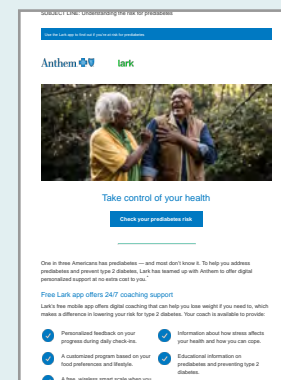 SUBJECT LINE: Understanding the risk for prediabetes
Use the Lark app to find out if you're at risk for prediabetes
Anthem lark
Take control of your health
Check your prediabetes risk
One in three Americans has prediabetes — and most don't know it. To help you address
prediabetes and prevent type 2 diabetes, Lark has teamed up with Anthem to offer digital
personalized support at no extra cost to you.*
Free Lark app offers 24/7 coaching support
Lark's free mobile app offers digital coaching that can help you lose weight if you need to, which
makes a difference in lowering your risk for type 2 diabetes. Your coach is available to provide:
Personalized feedback on your
progress during daily check-ins.
Information about how stress affects
your health and how you can cope.
A customized program based on your
food preferences and lifestyle.
Educational information on
prediabetes and preventing type 2
diabetes.
A free, wireless smart scale when you